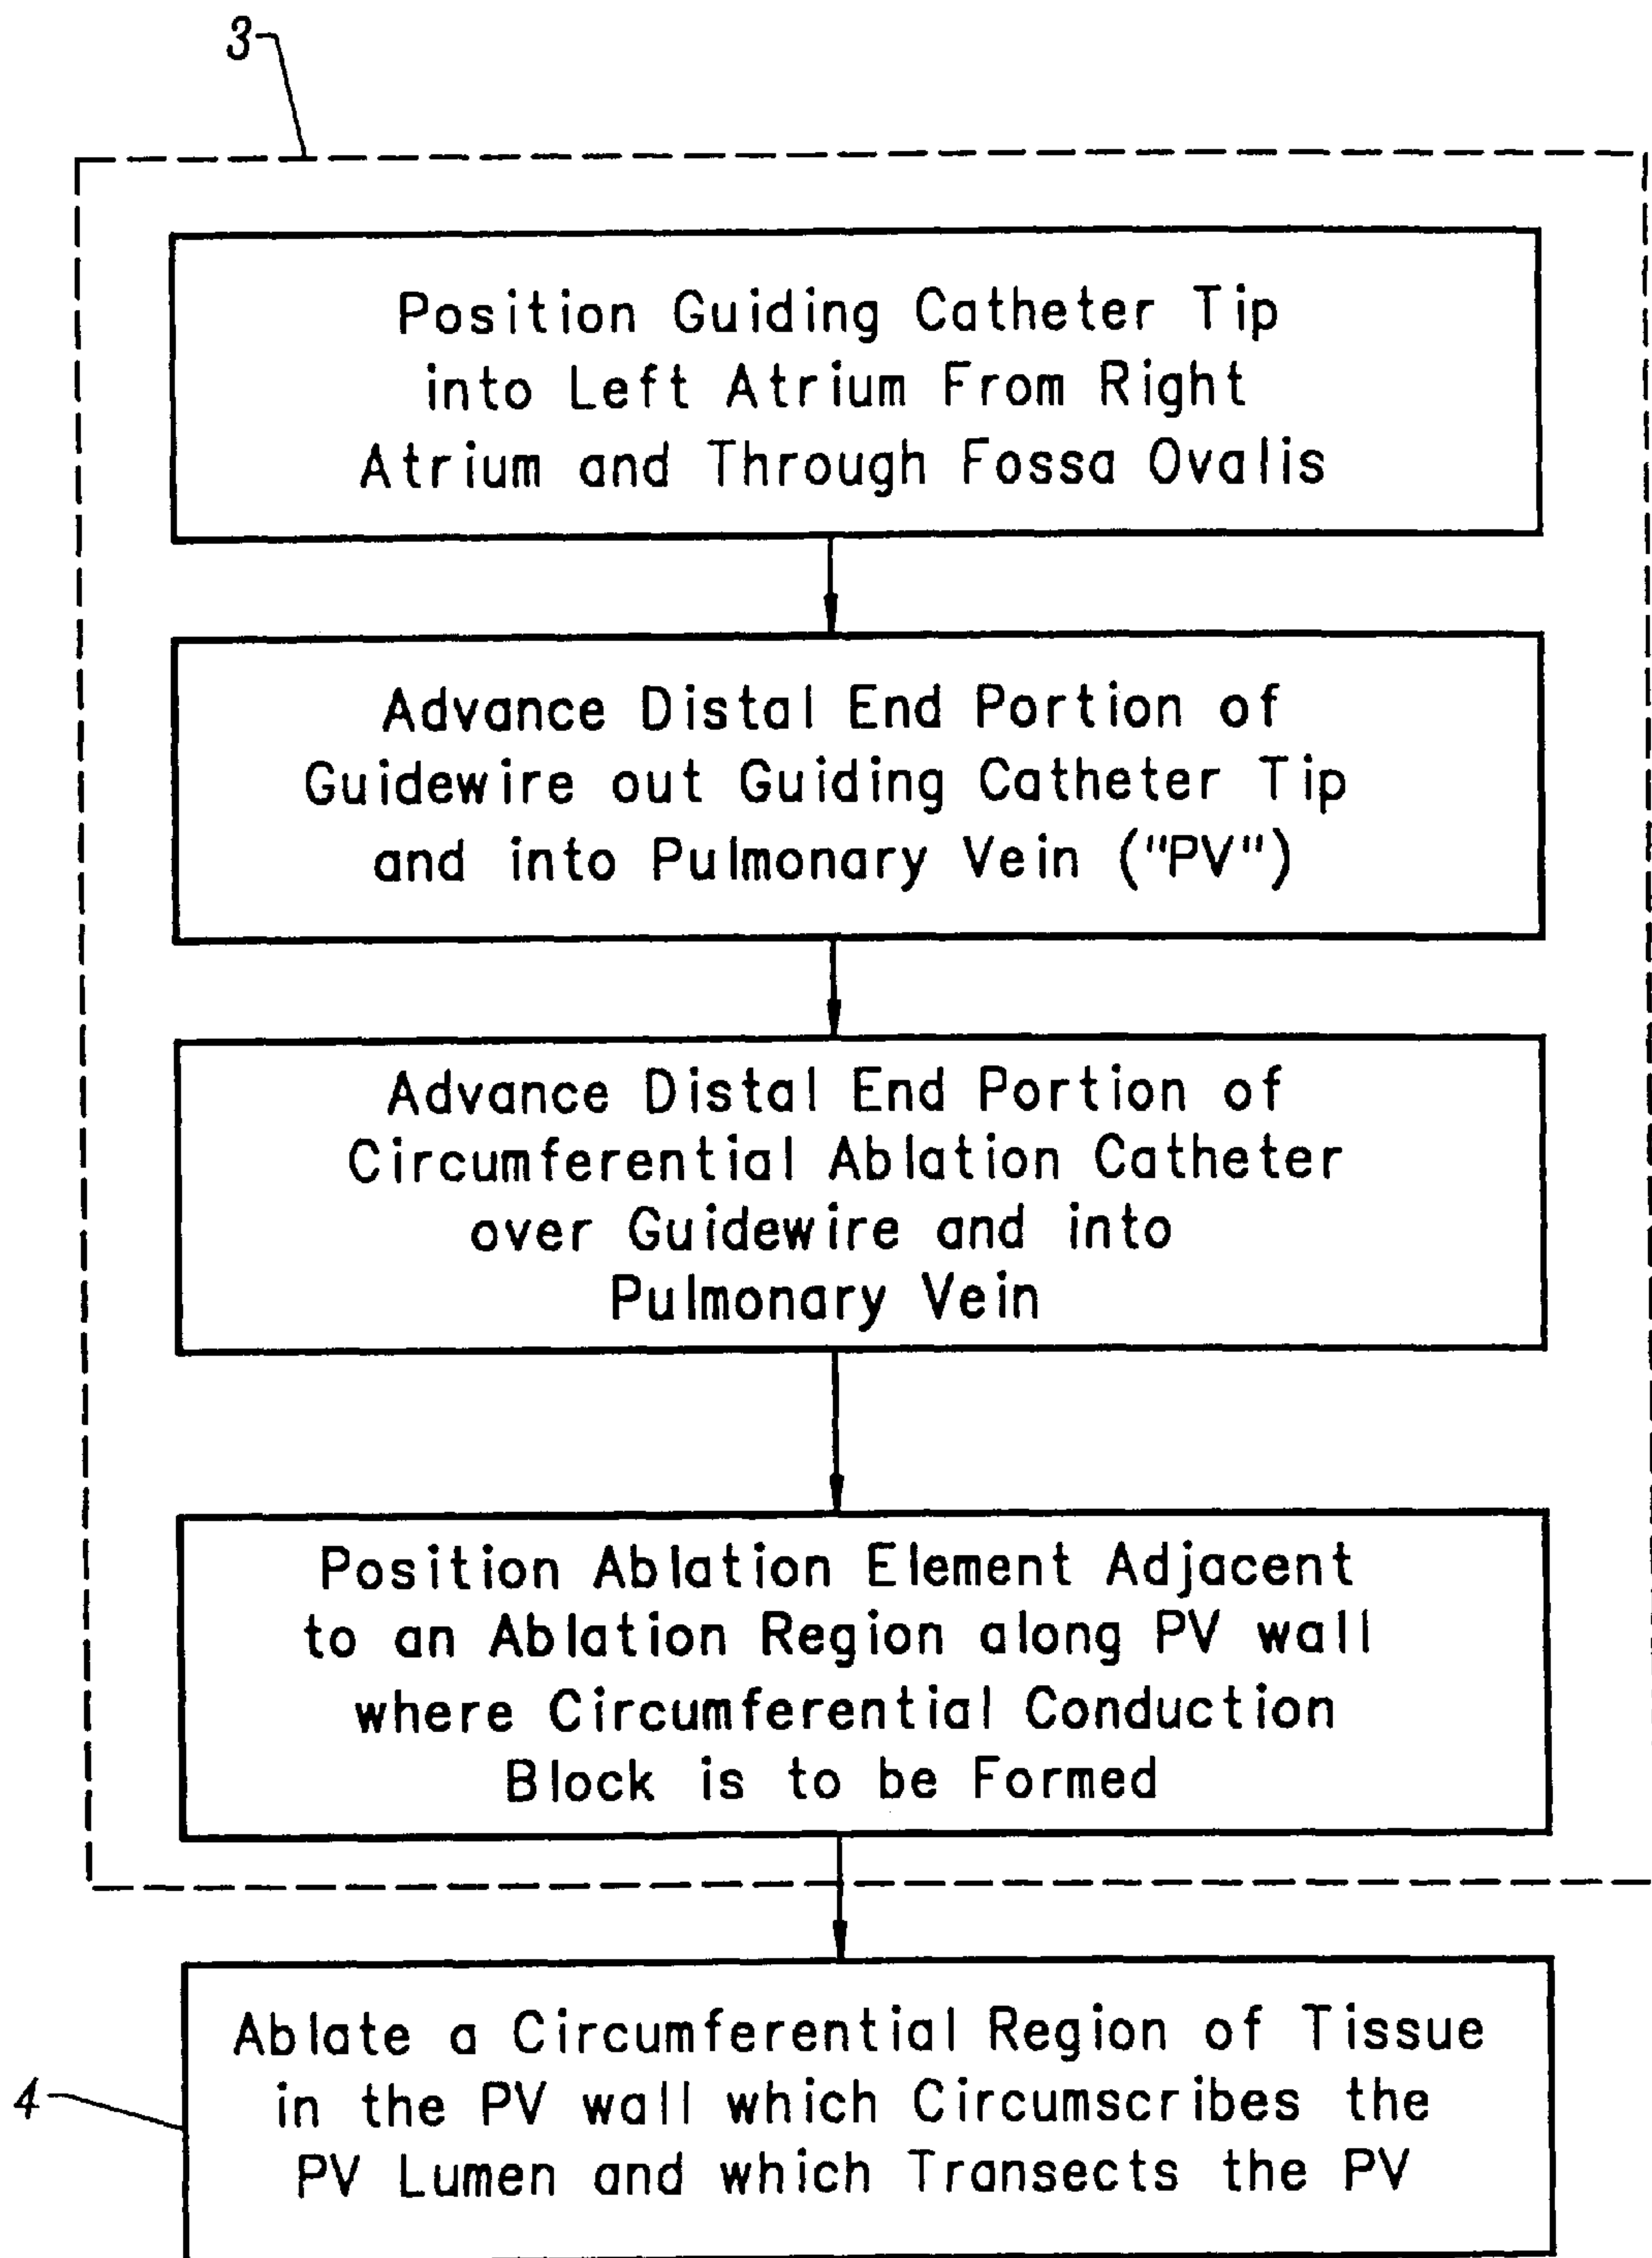 3
Position Guiding Catheter Tip
into Left Atrium From Right
Atrium and Through Fossa Ovalis
Advance Distal End Portion of
Guidewire out Guiding Catheter Tip
and into Pulmonary Vein ("PV")
Advance Distal End Portion of
Circumferential Ablation Catheter
over Guidewire and into
Pulmonary Vein
Position Ablation Element Adjacent
to an Ablation Region along PV wall
where Circumferential Conduction
Block is to be Formed
4
Ablate a Circumferential Region of Tissue
in the PV wall which Circumscribes the
PV Lumen and which Transects the PV